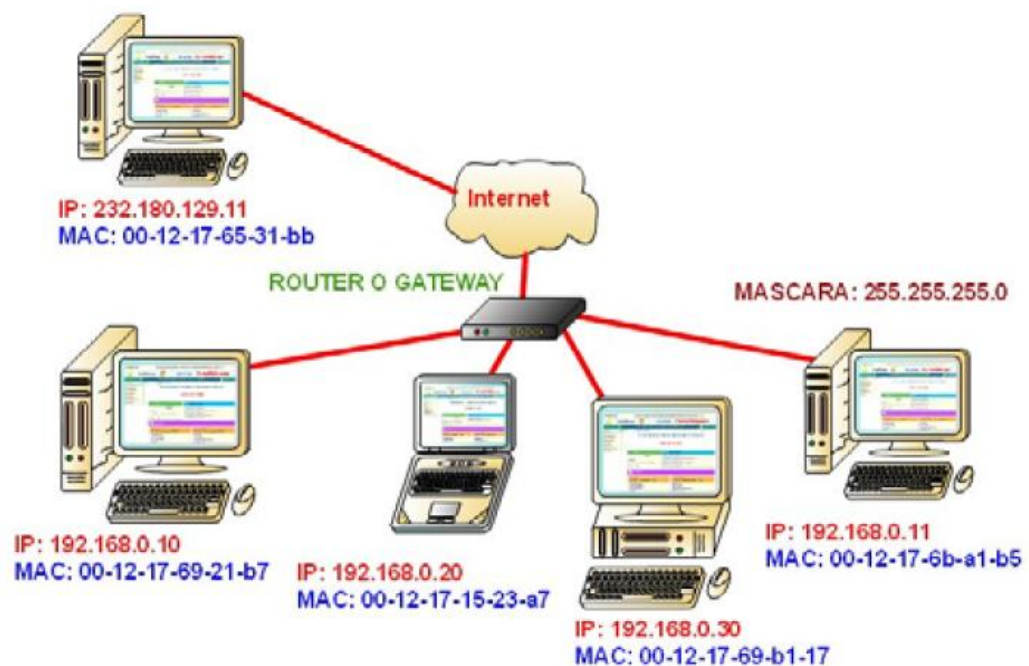 IP: 232.180.129.11
MAC: 00-12-17-65-31-bb
Internet
ROUTER O GATEWAY
MASCARA: 255.255.255.0
IP: 192.168.0.10
MAC: 00-12-17-69-21-b7
IP: 192.168.0.20
MAC: 00-12-17-15-23-a7
IP: 192.168.0.30
MAC: 00-12-17-69-b1-17
IP: 192.168.0.11
MAC: 00-12-17-6b-a1-b5